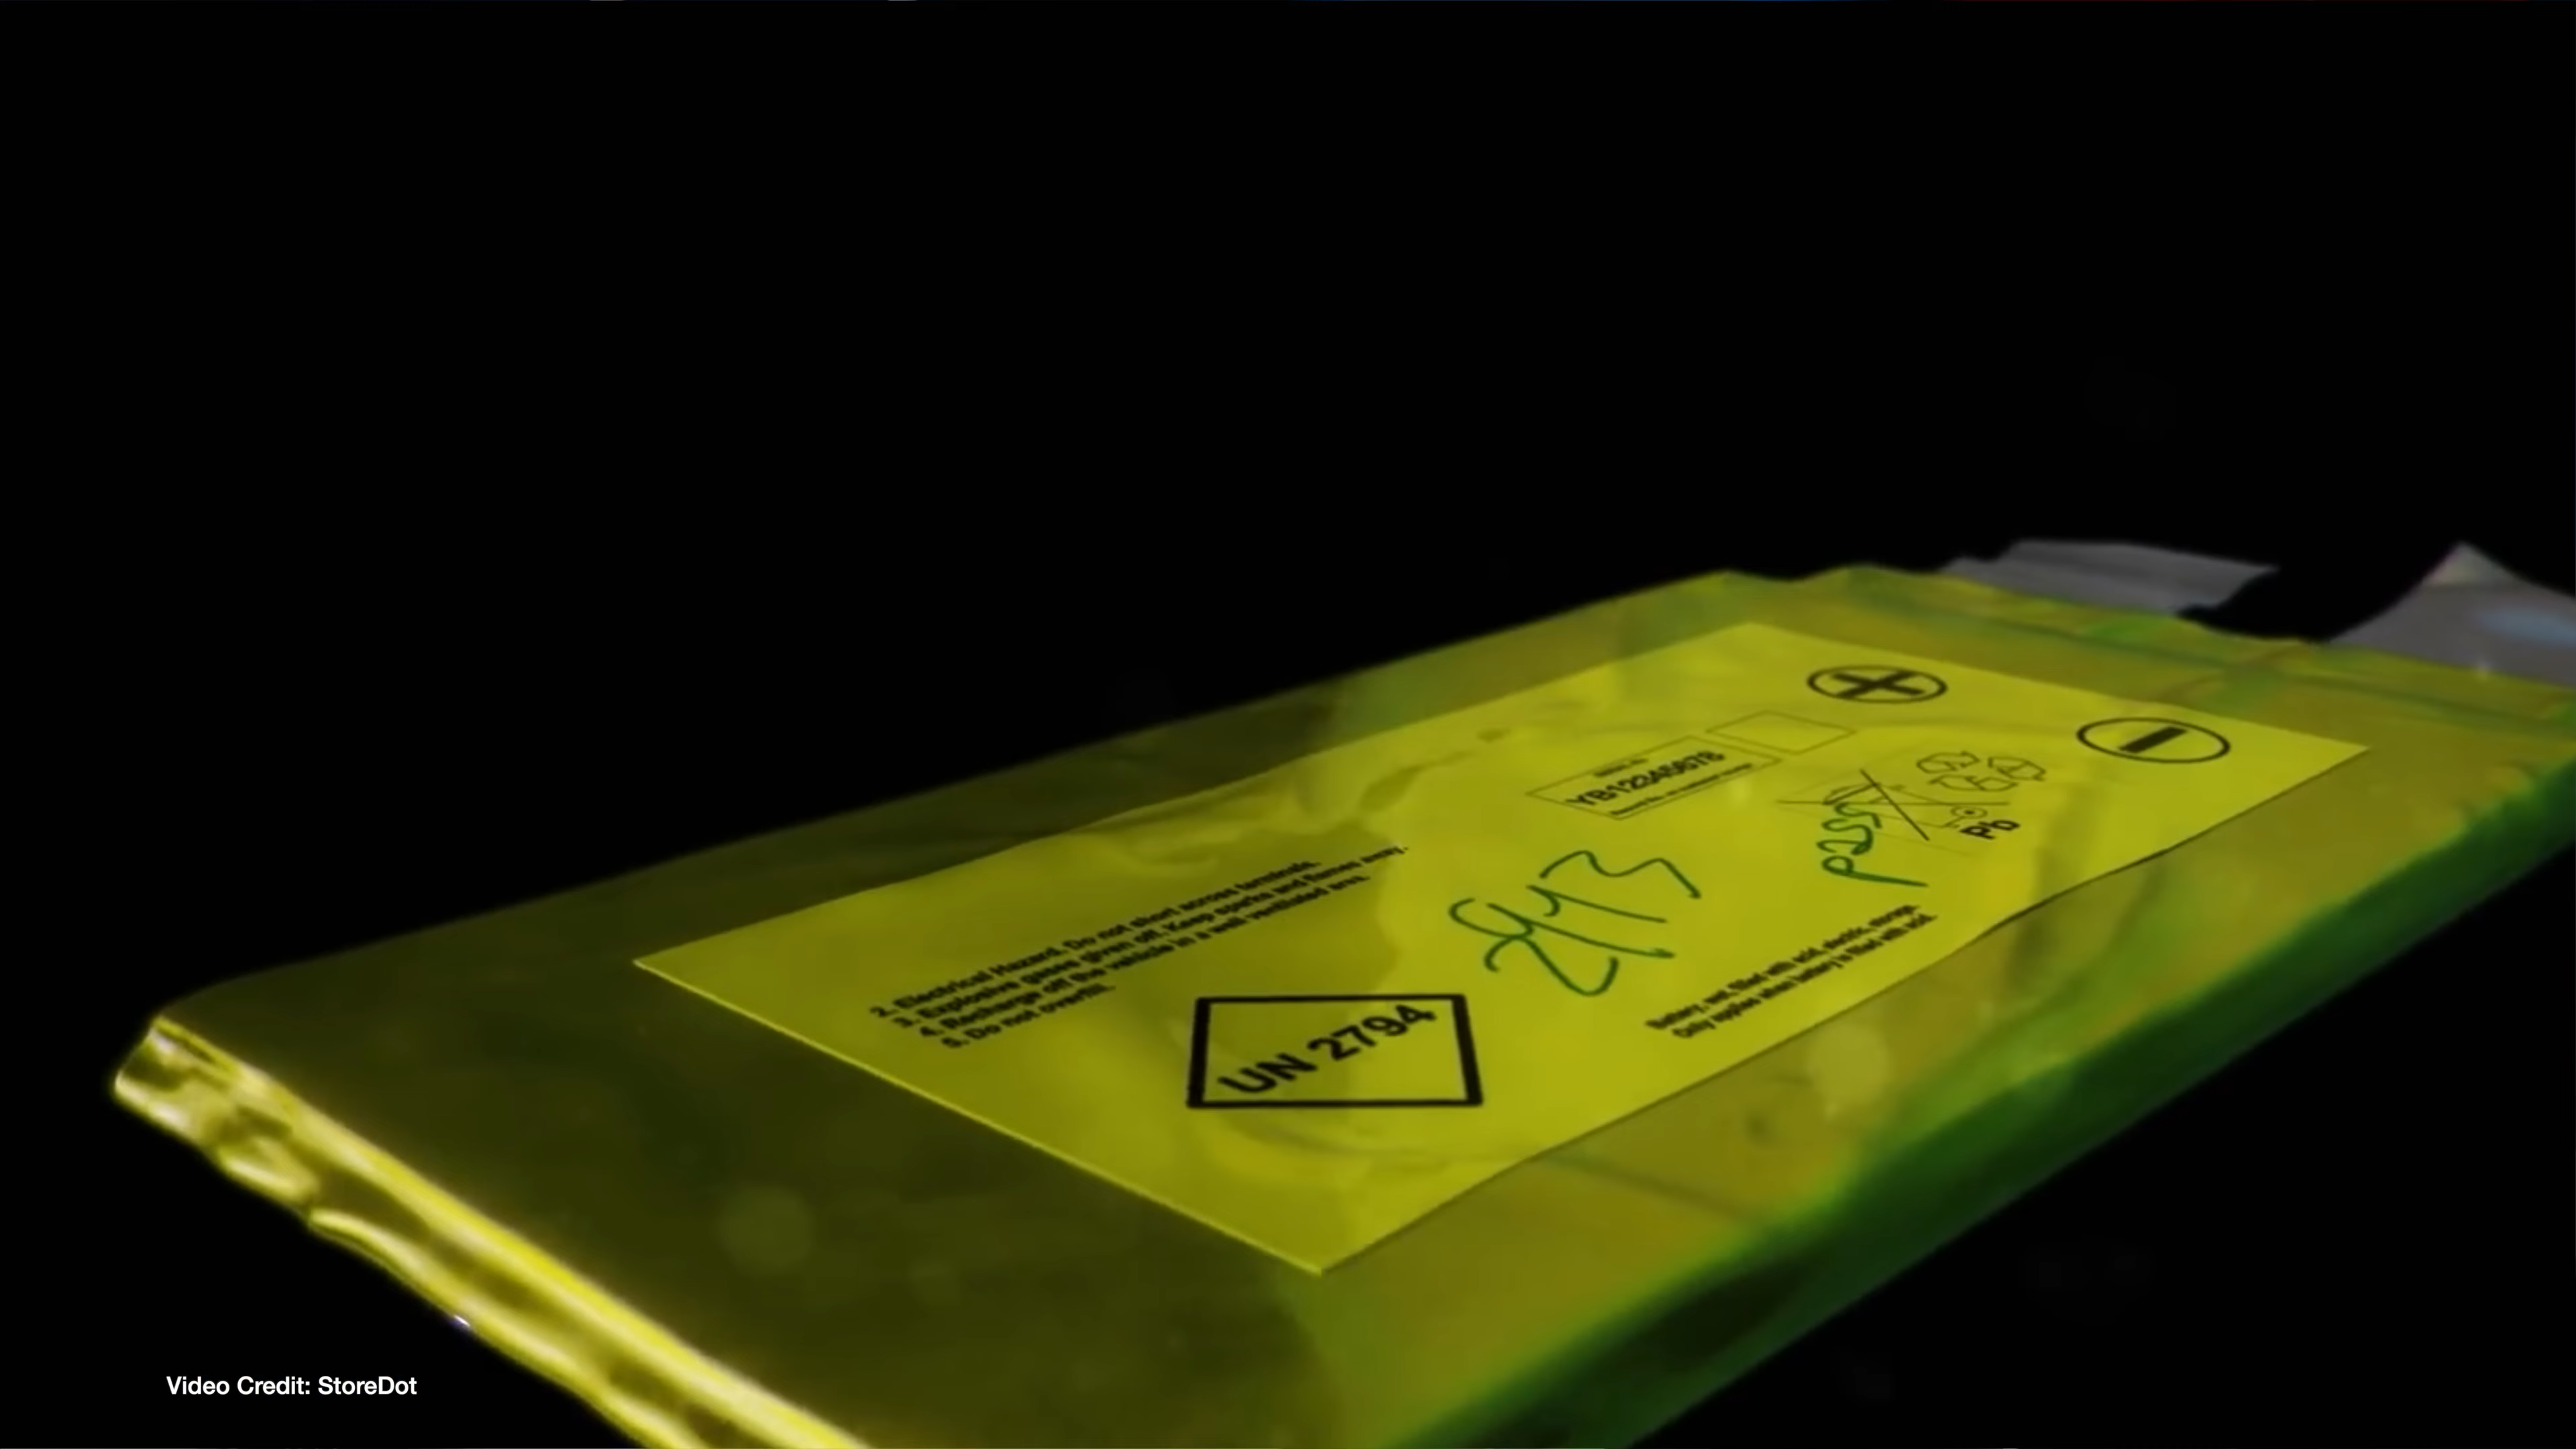 +
−
YB12345678
Pb
pass
2. Electrical Hazard. Do not short across terminals.
3. Explosive gases given off. Keep sparks and flames away.
4. Recharge off the vehicle in a well ventilated area.
5. Do not overfill.
UN 2794
Battery, wet, filled with acid, electric, storage.
Only applies when battery is filled with acid.
Video Credit: StoreDot